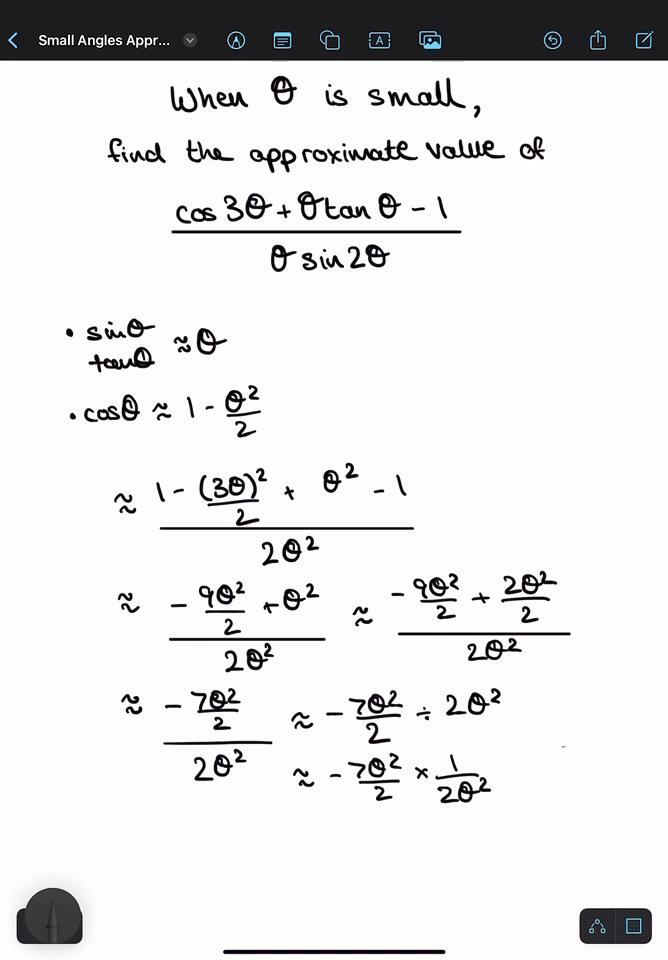 Small Angles Appr...
When θ is small,
find the approximate value of
cos 3θ + θ tan θ - 1
θ sin 2θ
• sinθ
tanθ ≈ θ
• cosθ ≈ 1 - θ²/2
≈ (1 - (3θ)²/2 + θ² - 1)/(2θ²)
≈ (-9θ²/2 + θ²)/(2θ²) ≈ (-9θ²/2 + 2θ²/2)/(2θ²)
≈ (-7θ²/2)/(2θ²) ≈ -7θ²/2 ÷ 2θ²
≈ -7θ²/2 × 1/(2θ²)